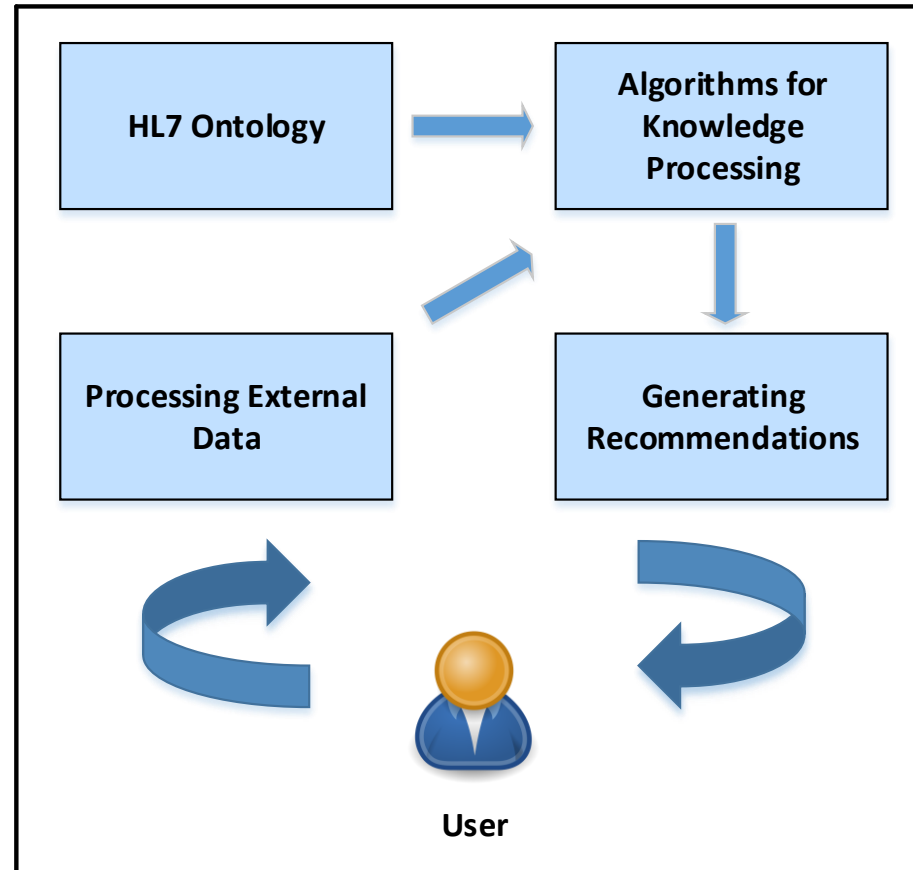 HL7 Ontology
Algorithms for
Knowledge
Processing
Processing External
Data
Generating
Recommendations
User